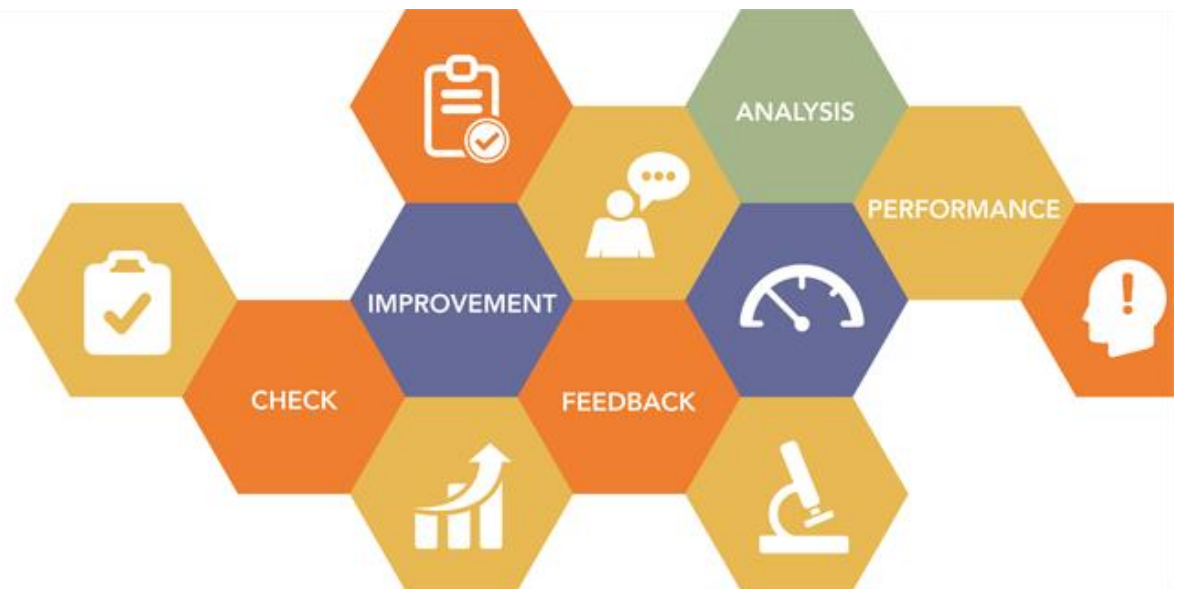 ANALYSIS
PERFORMANCE
IMPROVEMENT
CHECK
FEEDBACK